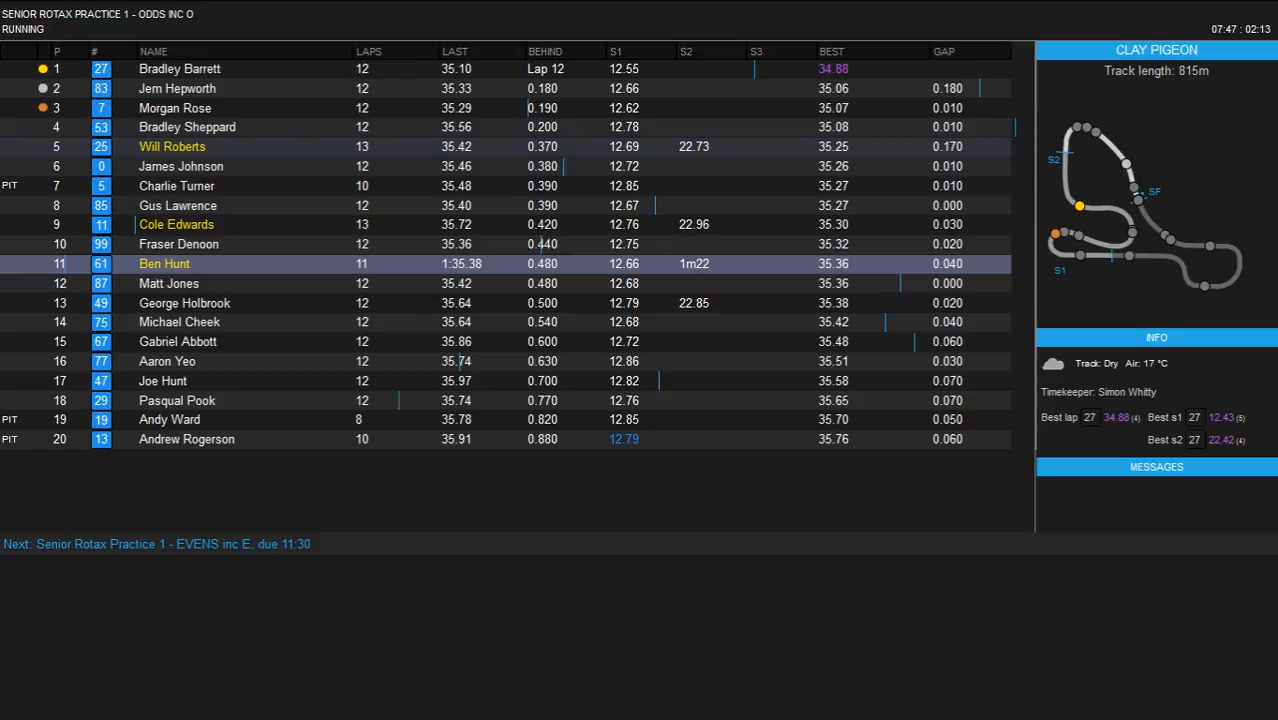 SENIOR ROTAX PRACTICE 1 - ODDS INC O
RUNNING
07:47 : 02:13
P # NAME LAPS LAST BEHIND S1 S2 S3 BEST GAP
1 27 Bradley Barrett 12 35.10 Lap 12 12.55 34.88
2 83 Jem Hepworth 12 35.33 0.180 12.66 35.06 0.180
3 7 Morgan Rose 12 35.29 0.190 12.62 35.07 0.010
4 53 Bradley Sheppard 12 35.56 0.200 12.78 35.08 0.010
5 25 Will Roberts 13 35.42 0.370 12.69 22.73 35.25 0.170
6 0 James Johnson 12 35.46 0.380 12.72 35.26 0.010
PIT 7 5 Charlie Turner 10 35.48 0.390 12.85 35.27 0.010
8 85 Gus Lawrence 12 35.50 0.390 12.67 35.27 0.000
9 11 Cole Edwards 13 35.72 0.420 12.76 22.96 35.30 0.030
10 99 Fraser Denoon 12 35.36 0.440 12.75 35.32 0.020
11 61 Ben Hunt 11 1:35.38 0.480 12.66 1m22 35.36 0.040
12 87 Matt Jones 12 35.42 0.480 12.68 35.36 0.000
13 49 George Holbrook 12 35.64 0.500 12.79 22.85 35.38 0.020
14 75 Michael Cheek 12 35.64 0.540 12.68 35.42 0.040
15 67 Gabriel Abbott 12 35.86 0.600 12.72 35.48 0.060
16 77 Aaron Yeo 12 35.74 0.630 12.86 35.51 0.030
17 47 Joe Hunt 12 35.97 0.700 12.82 35.58 0.070
18 29 Pasqual Pook 12 35.74 0.770 12.76 35.65 0.070
PIT 19 19 Andy Ward 8 35.78 0.820 12.85 35.70 0.050
PIT 20 13 Andrew Rogerson 10 35.91 0.880 12.79 35.76 0.060
Next: Senior Rotax Practice 1 - EVENS inc E, due 11:30
CLAY PIGEON
Track length: 815m
S2
SF
S1
INFO
Track: Dry Air: 17 °C
Timekeeper: Simon Whitty
Best lap 27 34.88 (4) Best s1 27 12.43 (5)
Best s2 27 22.42 (4)
MESSAGES